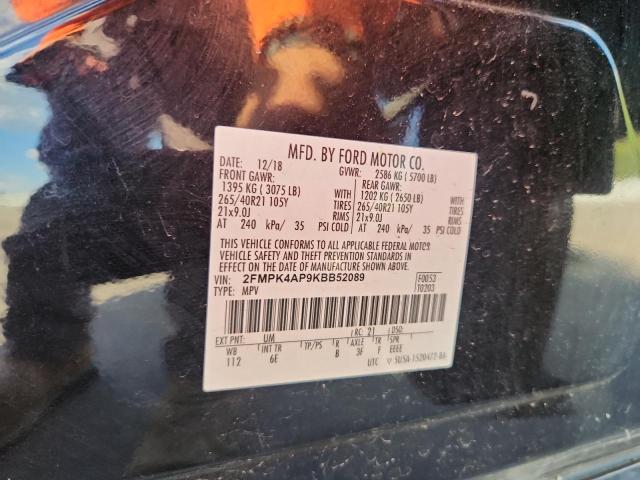 MFD. BY FORD MOTOR CO.
DATE: 12/18 GVWR: 2586 KG ( 5700 LB)
FRONT GAWR: REAR GAWR:
1395 KG ( 3075 LB) WITH 1202 KG ( 2650 LB) WITH
265/40R21 105Y TIRES 265/40R21 105Y TIRES
21x9.0J RIMS 21x9.0J RIMS
AT 240 kPa/ 35 PSI COLD AT 240 kPa/ 35 PSI COLD
THIS VEHICLE CONFORMS TO ALL APPLICABLE FEDERAL MOTOR
VEHICLE SAFETY AND THEFT PREVENTION STANDARDS IN
EFFECT ON THE DATE OF MANUFACTURE SHOWN ABOVE.
VIN: 2FMPK4AP9KBB52089 F0053
TYPE: MPV T0203
EXT PNT: UM RC: 21 DSO:
WB INT TR TP/PS R AXLE TR SPR
112 6E B 3F F EEEE
UTC